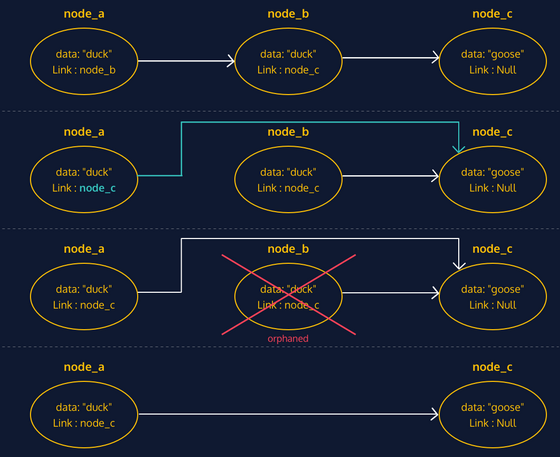 node_a node_b node_c
data: "duck" data: "duck" data: "goose"
Link : node_b Link : node_c Link : Null
node_a node_b node_c
data: "duck" data: "duck" data: "goose"
Link : node_c Link : node_c Link : Null
node_a node_b node_c
data: "duck" data: "duck" data: "goose"
Link : node_c Link : node_c Link : Null
orphaned
node_a node_c
data: "duck" data: "goose"
Link : node_c Link : Null